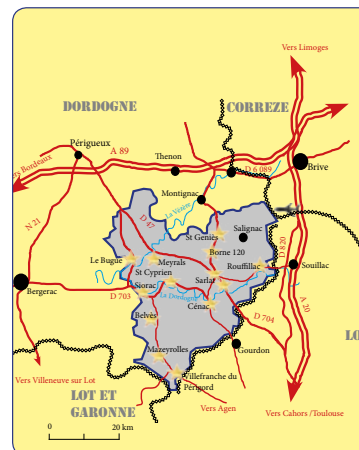 Vers Limoges
DORDOGNE
CORREZE
Périgueux
A 89
Thenon
D 6 089
Brive
Vers Bordeaux
Montignac
La Vézère
N 21
D 47
St Geniès
Salignac
Borne 120
D 820
Le Bugue
Meyrals
Rouffillac
Souillac
St Cyprien
Sarlat
Siorac
La Dordogne
Bergerac
D 703
Cénac
A 20
Belvès
D 704
Gourdon
LO
Mazeyrolles
Vers Villeneuve sur Lot
Villefranche du
Périgord
LOT ET
GARONNE
Vers Agen
Vers Cahors /Toulouse
0 20 km